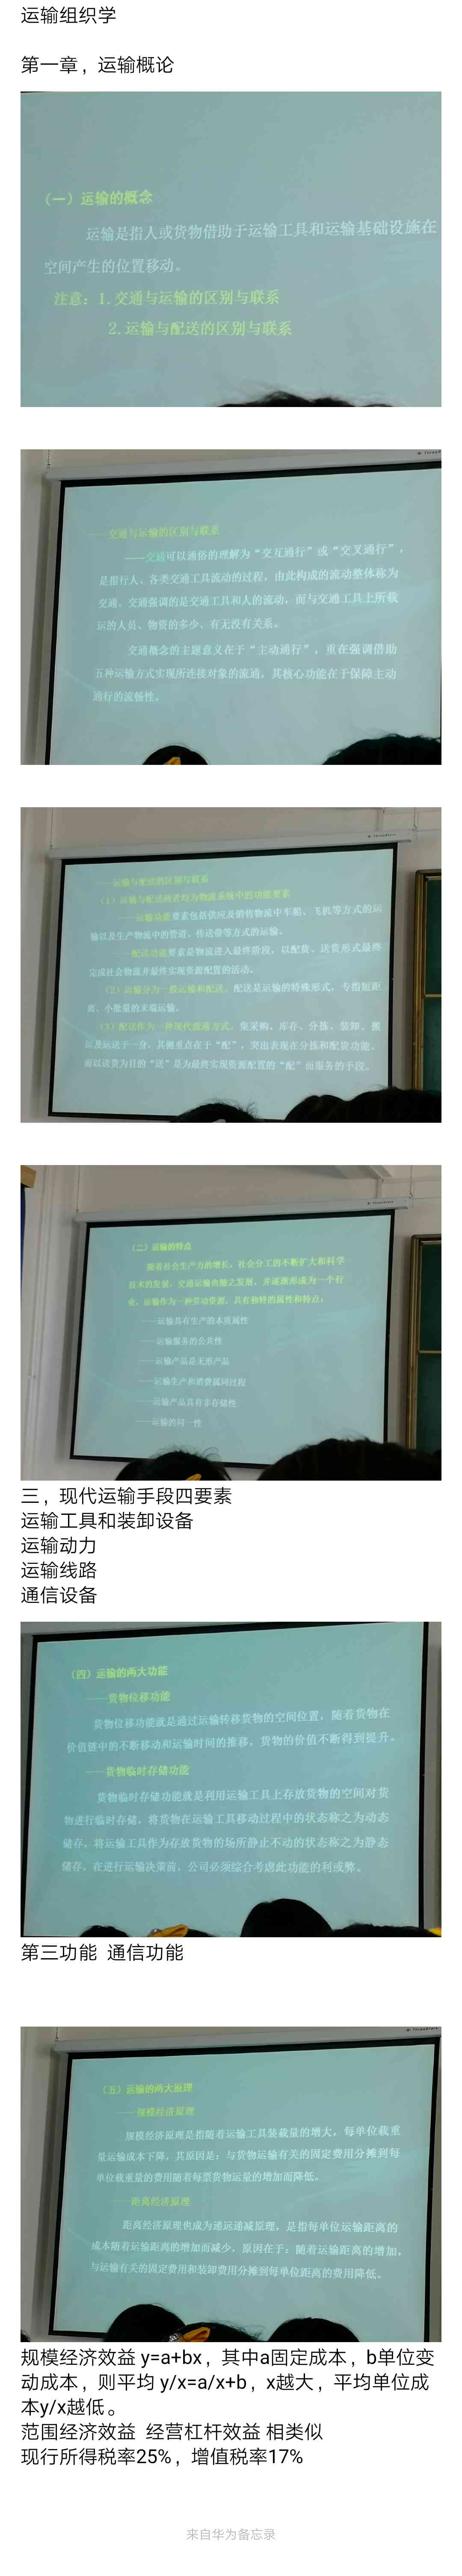 运输组织学
第一章，运输概论
（一）运输的概念
运输是指人或货物借助于运输工具和运输基础设施在
空间产生的位置移动。
注意：1.交通与运输的区别与联系
2.运输与配送的区别与联系
——交通与运输的区别与联系
——交通可以通俗的理解为“交互通行”或“交叉通行”，
是指行人、各类交通工具流动的过程，由此构成的流动整体称为
交通。交通强调的是交通工具和人的流动，而与交通工具上所载
运的人员、物资的多少、有无没有关系。
交通概念的主题意义在于“主动通行”，重在强调借助
五种运输方式实现所连接对象的流通，其核心功能在于保障主动
通行的流畅性。
——运输与配送的区别与联系
（1）运输与配送两者均为物流系统中的功能要素
——运输功能要素包括供应及销售物流中车船、飞机等方式的运
输以及生产物流中的管道、传送带等方式的运输。
——配送功能要素是物流进入最终阶段，以配货、送货形式最终
完成社会物流并最终实现资源配置的活动。
（2）运输分为一般运输和配送。配送是运输的特殊形式，专指短距
离、小批量的末端运输。
（3）配送作为一种现代流通方式，集采购、库存、分拣、装卸、搬
运及运送于一身，其侧重点在于“配”，突出表现在分拣和配货功能。
而以送货为目的“送”是为最终实现资源配置的“配”而服务的手段。
（二）运输的特点
随着社会生产力的增长，社会分工的不断扩大和科学
技术的发展，交通运输也随之发展，并逐渐形成为一个行
业，运输作为一种劳动资源，具有独特的属性和特点：
——运输具有生产的本质属性
——运输服务的公共性
——运输产品是无形产品
——运输生产和消费属同过程
——运输产品具有非存储性
——运输的同一性
三，现代运输手段四要素
运输工具和装卸设备
运输动力
运输线路
通信设备
（四）运输的两大功能
——货物位移功能
货物位移功能就是通过运输转移货物的空间位置，随着货物在
价值链中的不断移动和运输时间的推移，货物的价值不断得到提升。
——货物临时存储功能
货物临时存储功能就是利用运输工具上存放货物的空间对货
物进行临时存储。将货物在运输工具移动过程中的状态称之为动态
储存，将运输工具作为存放货物的场所静止不动的状态称之为静态
储存。在进行运输决策前，公司必须综合考虑此功能的利或弊。
第三功能 通信功能
（五）运输的两大原理
——规模经济原理
规模经济原理是指随着运输工具装载量的增大，每单位载重
量运输成本下降，其原因是：与货物运输有关的固定费用分摊到每
单位载重量的费用随着每票货物运量的增加而降低。
——距离经济原理
距离经济原理也成为递远递减原理，是指每单位运输距离的
成本随着运输距离的增加而减少。原因在于：随着运输距离的增加，
与运输有关的固定费用和装卸费用分摊到每单位距离的费用降低。
规模经济效益 y=a+bx，其中a固定成本，b单位变
动成本，则平均 y/x=a/x+b，x越大，平均单位成
本y/x越低。
范围经济效益 经营杠杆效益 相类似
现行所得税率25%，增值税率17%
来自华为备忘录